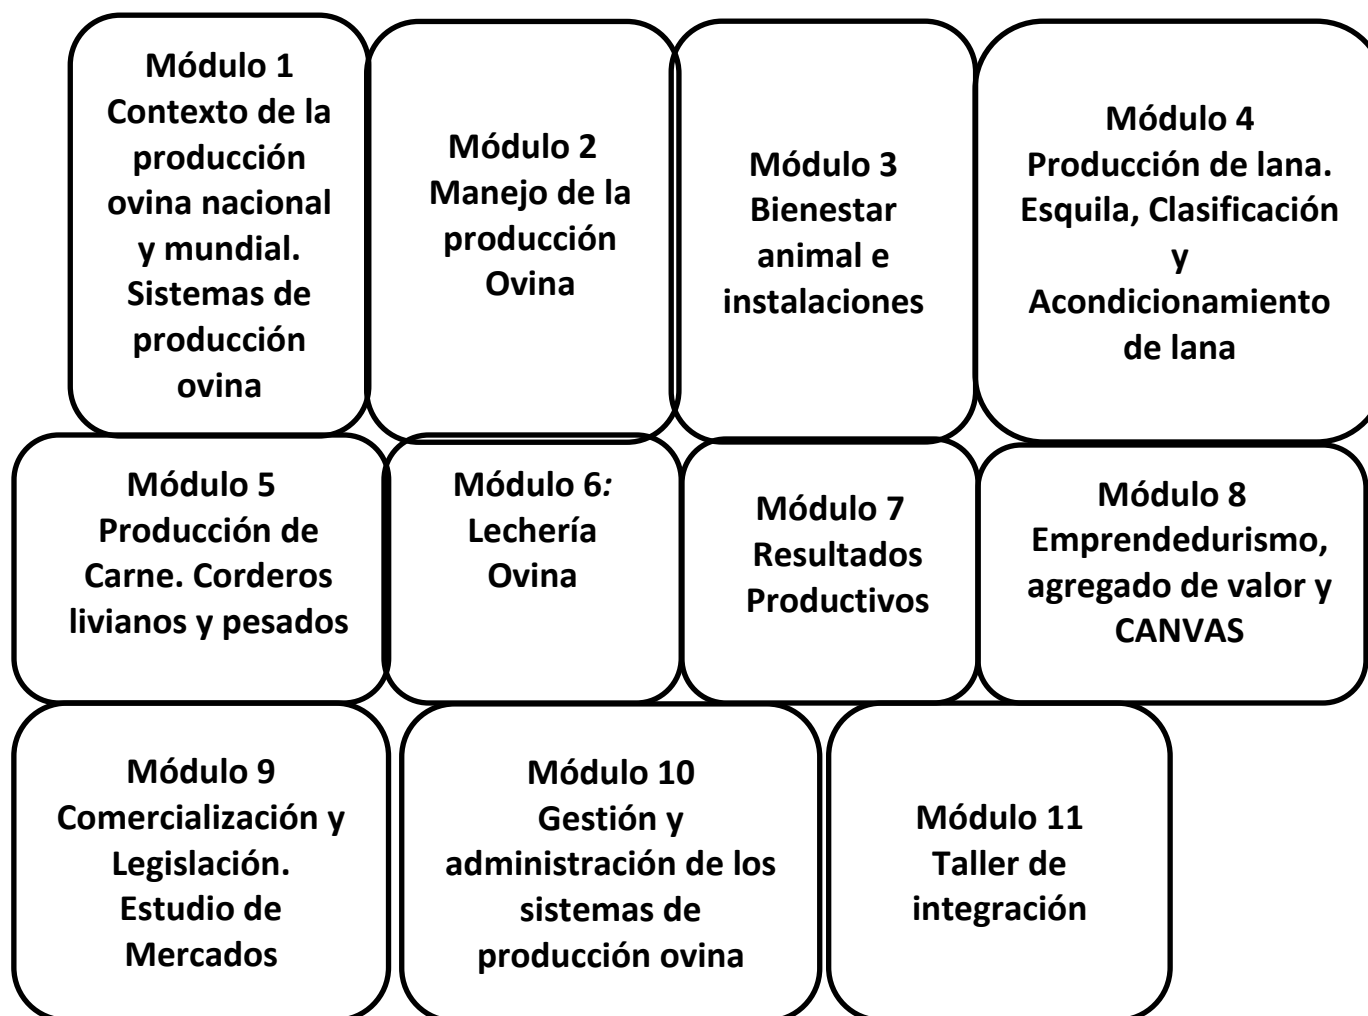 Módulo 1
Contexto de la
producción
ovina nacional
y mundial.
Sistemas de
producción
ovina
Módulo 2
Manejo de la
producción
Ovina
Módulo 3
Bienestar
animal e
instalaciones
Módulo 4
Producción de lana.
Esquila, Clasificación
y
Acondicionamiento
de lana
Módulo 5
Producción de
Carne. Corderos
livianos y pesados
Módulo 6:
Lechería
Ovina
Módulo 7
Resultados
Productivos
Módulo 8
Emprendedurismo,
agregado de valor y
CANVAS
Módulo 9
Comercialización y
Legislación.
Estudio de
Mercados
Módulo 10
Gestión y
administración de los
sistemas de
producción ovina
Módulo 11
Taller de
integración